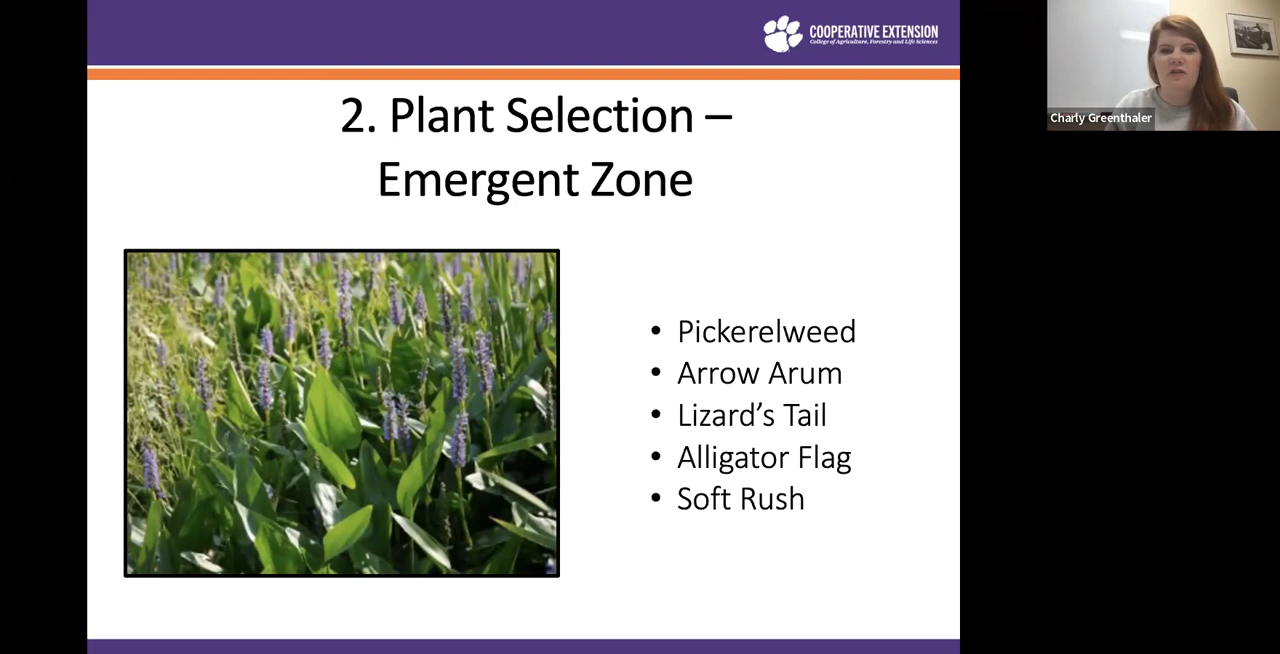 COOPERATIVE EXTENSION
College of Agriculture, Forestry and Life Sciences
Charly Greenthaler
2. Plant Selection –
Emergent Zone
• Pickerelweed
• Arrow Arum
• Lizard’s Tail
• Alligator Flag
• Soft Rush